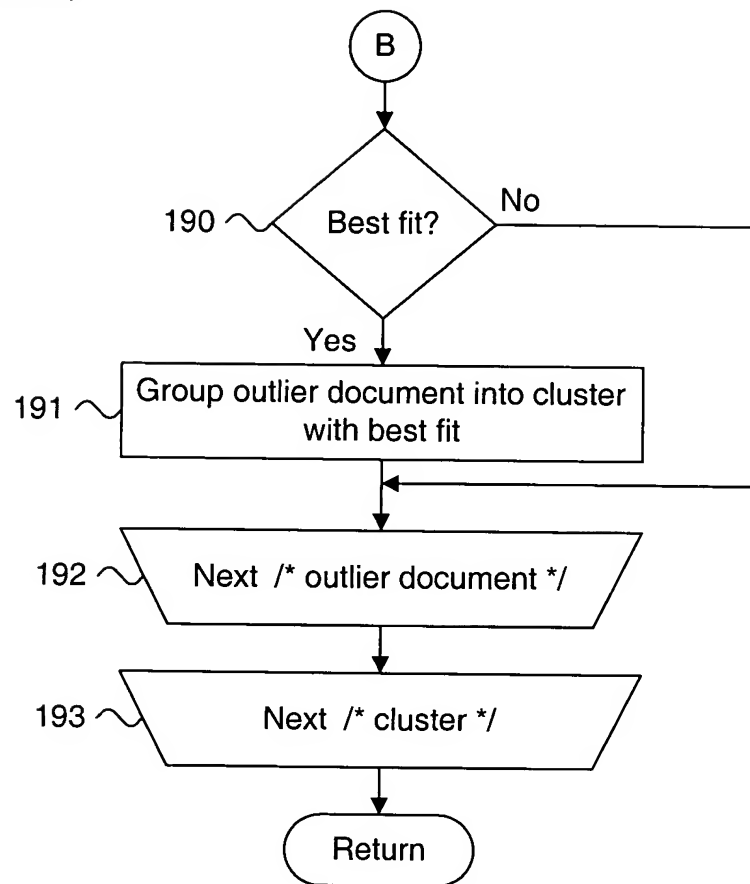 B
190
Best fit?
No
Yes
191
Group outlier document into cluster
with best fit
192
Next /* outlier document */
193
Next /* cluster */
Return